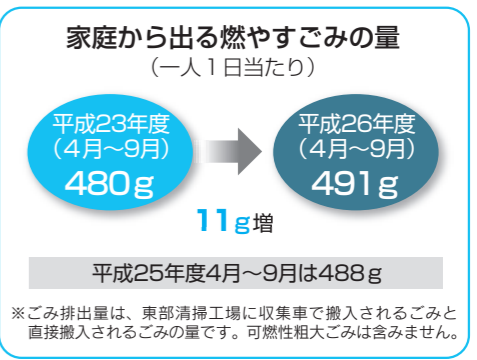 家庭から出る燃やすごみの量
（一人１日当たり）
平成23年度
（４月～９月）
480ｇ
平成26年度
（４月～９月）
491ｇ
11ｇ増
平成25年度4月～9月は488ｇ
※ごみ排出量は、東部清掃工場に収集車で搬入されるごみと
直接搬入されるごみの量です。可燃性粗大ごみは含みません。